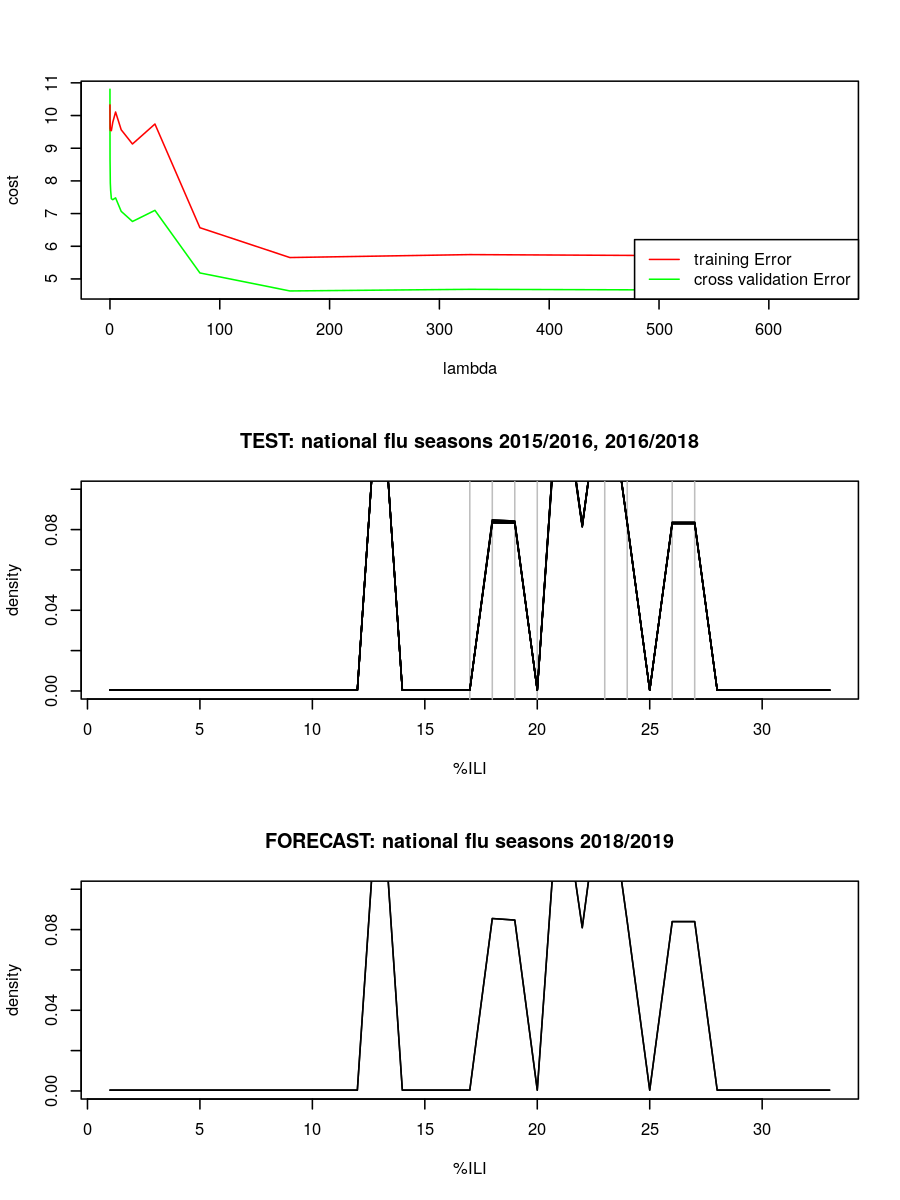 cost
5
6
7
8
9
10
11
training Error
cross validation Error
0 100 200 300 400 500 600
lambda
TEST: national flu seasons 2015/2016, 2016/2018
density
0.00 0.04 0.08
0 5 10 15 20 25 30
%ILI
FORECAST: national flu seasons 2018/2019
density
0.00 0.04 0.08
0 5 10 15 20 25 30
%ILI